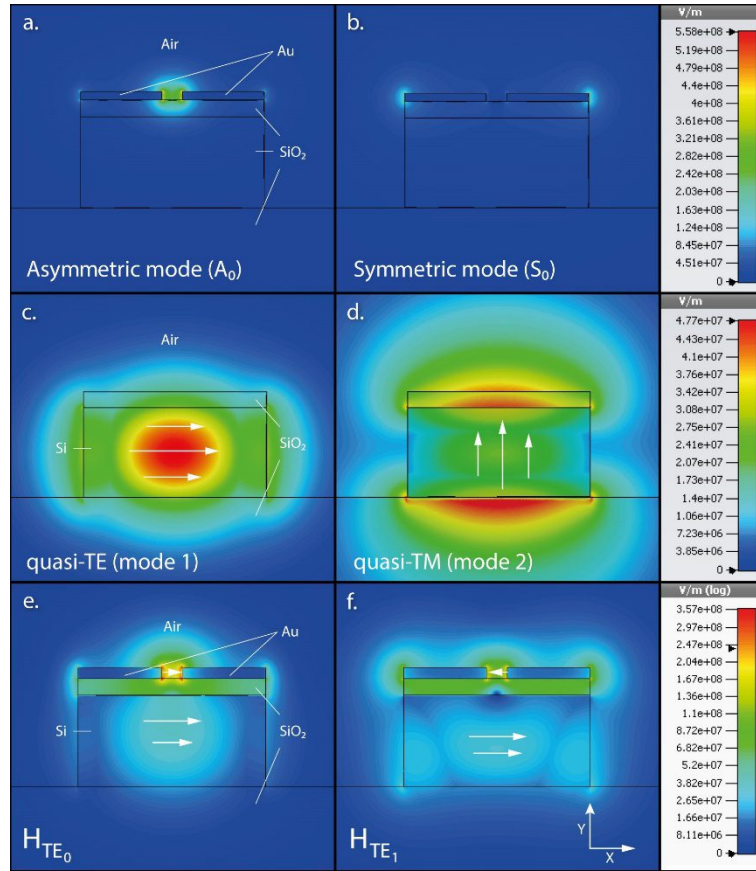 a.
Air
Au
SiO₂
Asymmetric mode (A₀)
b.
Symmetric mode (S₀)
V/m
5.58e+08
5.19e+08
4.79e+08
4.4e+08
4e+08
3.61e+08
3.21e+08
2.82e+08
2.42e+08
2.03e+08
1.63e+08
1.24e+08
8.45e+07
4.51e+07
0
c.
Air
Si
SiO₂
quasi-TE (mode 1)
d.
quasi-TM (mode 2)
V/m
4.77e+07
4.43e+07
4.1e+07
3.76e+07
3.42e+07
3.08e+07
2.75e+07
2.41e+07
2.07e+07
1.74e+07
1.4e+07
1.06e+07
7.23e+06
3.85e+06
0
e.
Air
Au
Si
SiO₂
H_TE₀
f.
H_TE₁
Y
X
V/m (log)
3.57e+08
2.97e+08
2.47e+08
2.04e+08
1.67e+08
1.36e+08
1.1e+08
8.72e+07
6.82e+07
5.2e+07
3.82e+07
2.65e+07
1.66e+07
8.11e+06
0